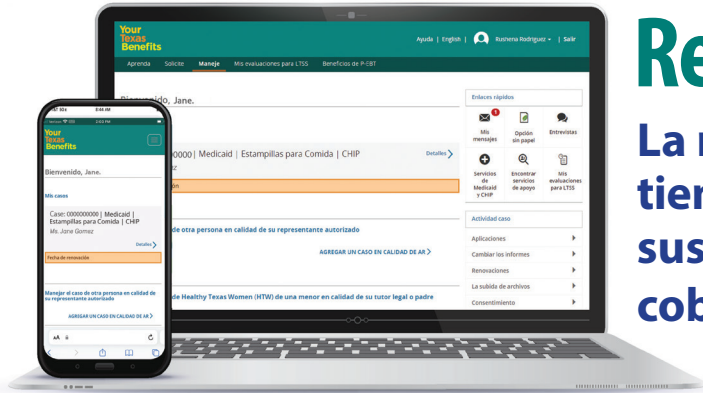 Your
Texas
Benefits
Ayuda | English | Rushena Rodriguez | Salir
Aprenda Solicite Maneje Mis evaluaciones para LTSS Beneficios de P-EBT
Bienvenido, Jane.
0000 | Medicaid | Estampillas para Comida | CHIP
Detalles
de otra persona en calidad de su representante autorizado
AGREGAR UN CASO EN CALIDAD DE AR
de Healthy Texas Women (HTW) de una menor en calidad de su tutor legal o padre
Enlaces rápidos
1
Mis
mensajes
Opción
sin papel
Entrevistas
Servicios
de
Medicaid
y CHIP
Encontrar
servicios
de apoyo
Mis
evaluaciones
para LTSS
Actividad caso
Aplicaciones
Cambiar los informes
Renovaciones
La subida de archivos
Consentimiento
8:46 AM
Your
Texas
Benefits
Bienvenido, Jane.
Mis casos
Case: 0000000000 | Medicaid |
Estampillas para Comida | CHIP
Ms. Jane Gomez
Detalles
Fecha de renovación
Manejar el caso de otra persona en calidad de
su representante autorizado
AGREGAR UN CASO EN CALIDAD DE AR
AA
Re
La
tien
sus
cob